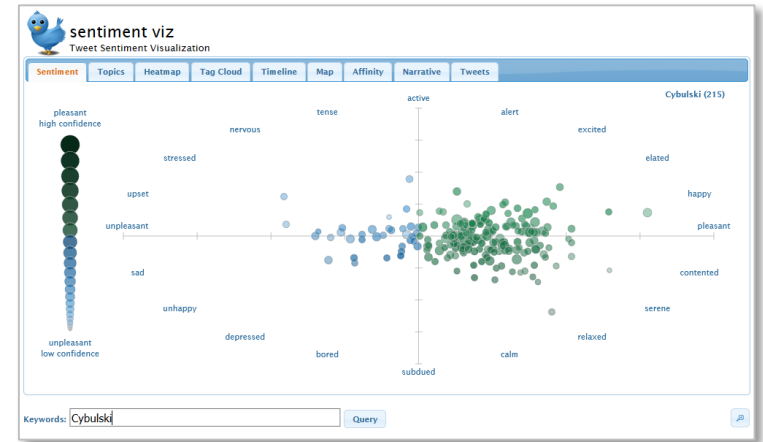 sentiment viz
Tweet Sentiment Visualization
Sentiment Topics Heatmap Tag Cloud Timeline Map Affinity Narrative Tweets
Cybulski (215)
active
pleasant
high confidence
tense
alert
nervous
excited
stressed
elated
upset
happy
unpleasant
pleasant
sad
contented
unhappy
serene
depressed
relaxed
unpleasant
low confidence
bored
calm
subdued
Keywords: Cybulski Query